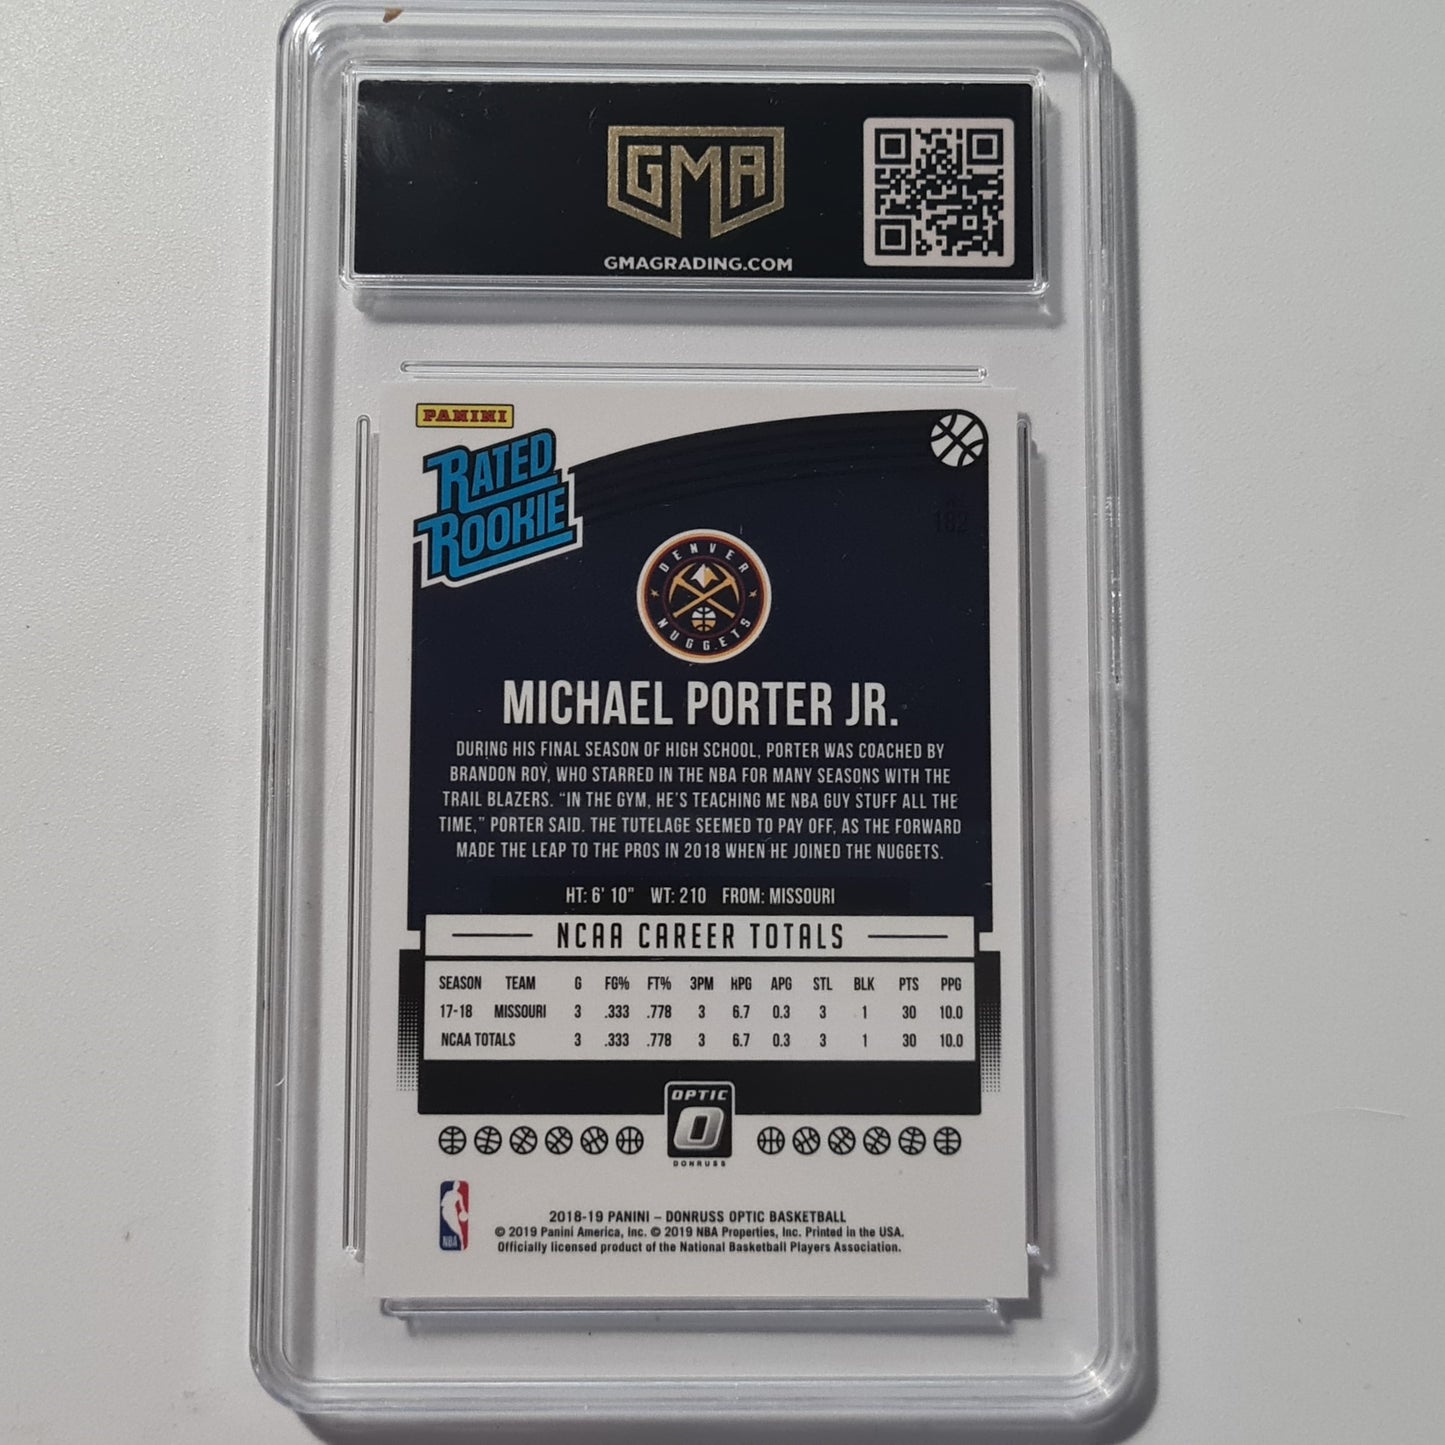 GMA
GMAGRADING.COM
PANINI
RATED
ROOKIE
182
DENVER
NUGGETS
MICHAEL PORTER JR.
DURING HIS FINAL SEASON OF HIGH SCHOOL, PORTER WAS COACHED BY
BRANDON ROY, WHO STARRED IN THE NBA FOR MANY SEASONS WITH THE
TRAIL BLAZERS. “IN THE GYM, HE’S TEACHING ME NBA GUY STUFF ALL THE
TIME,” PORTER SAID. THE TUTELAGE SEEMED TO PAY OFF, AS THE FORWARD
MADE THE LEAP TO THE PROS IN 2018 WHEN HE JOINED THE NUGGETS.
HT: 6' 10" WT: 210 FROM: MISSOURI
NCAA CAREER TOTALS
SEASON TEAM G FG% FT% 3PM RPG APG STL BLK PTS PPG
17-18 MISSOURI 3 .333 .778 3 6.7 0.3 3 1 30 10.0
NCAA TOTALS 3 .333 .778 3 6.7 0.3 3 1 30 10.0
OPTIC
O
DONRUSS
NBA
2018-19 PANINI – DONRUSS OPTIC BASKETBALL
© 2019 Panini America, Inc. © 2019 NBA Properties, Inc. Printed in the USA.
Officially licensed product of the National Basketball Players Association.